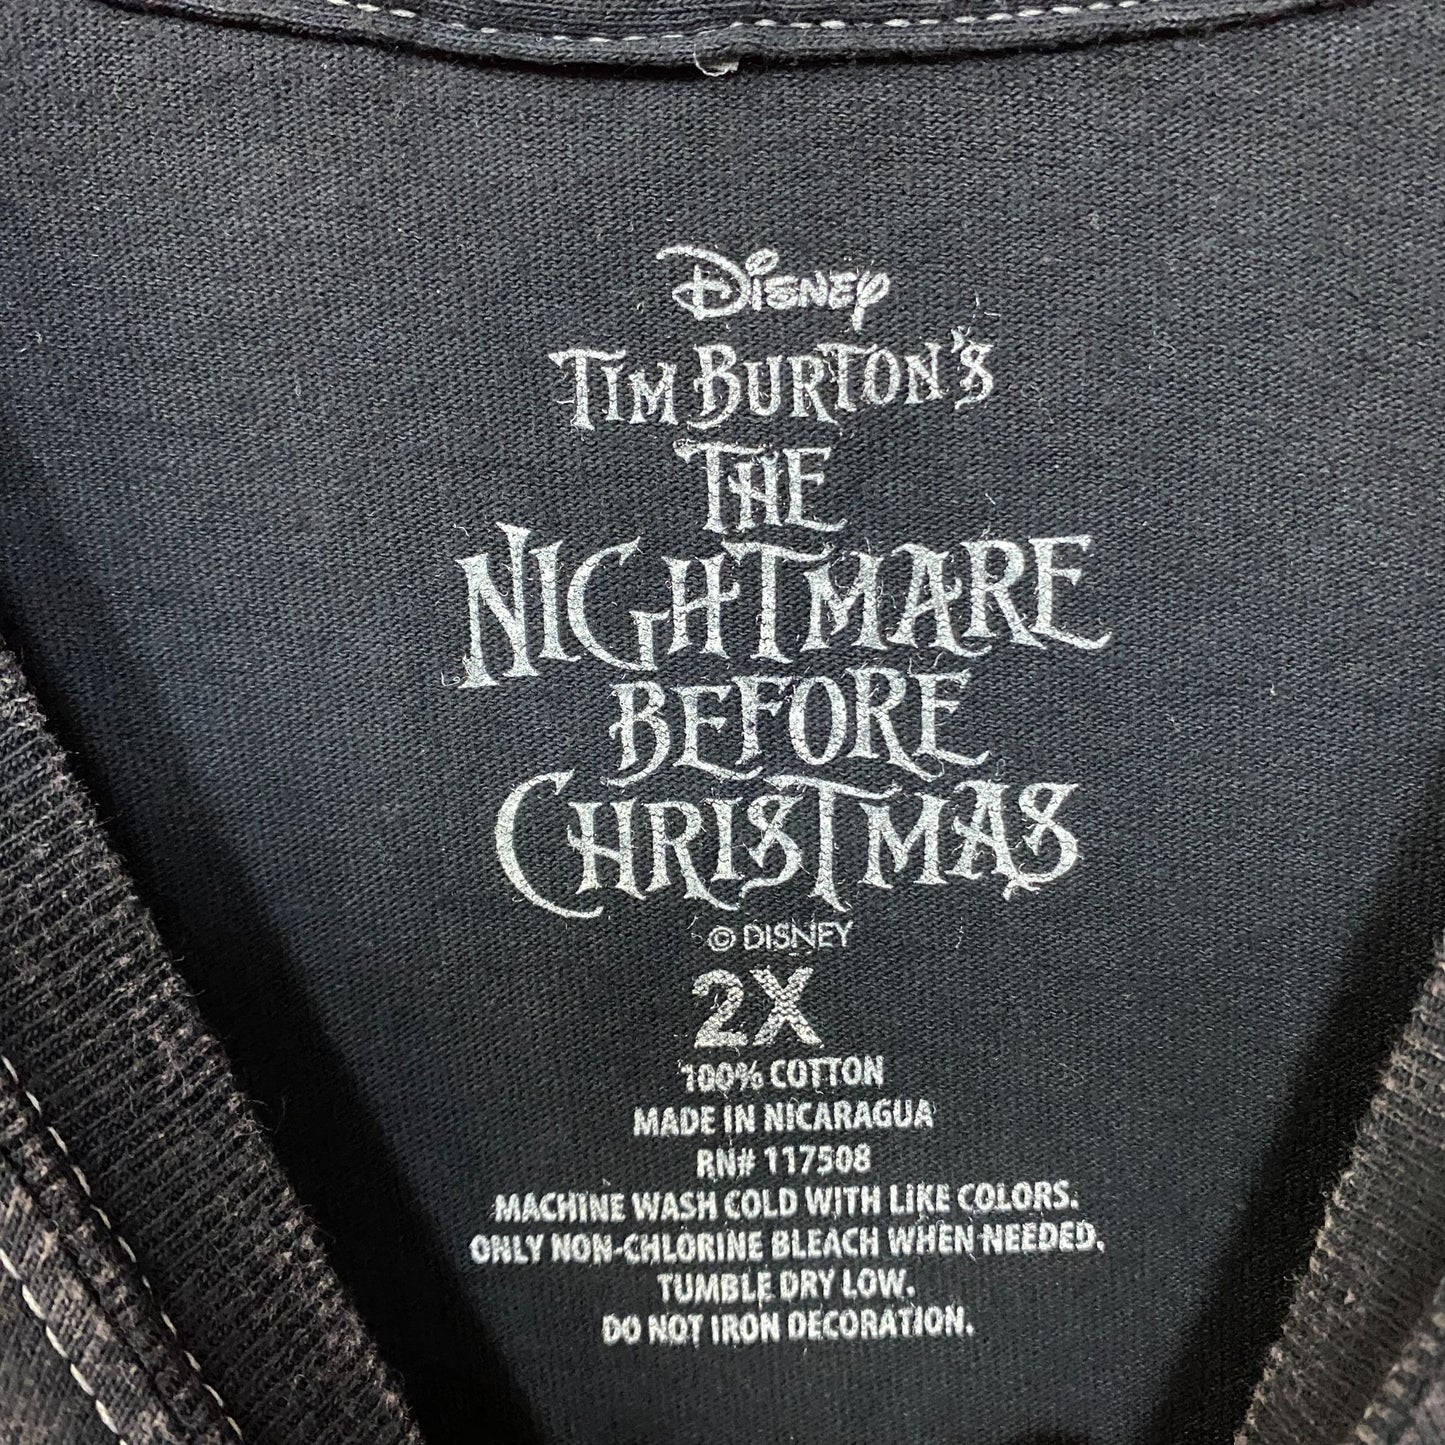 Disney
TIM BURTON'S
THE
NIGHTMARE
BEFORE
CHRISTMAS
© DISNEY
2X
100% COTTON
MADE IN NICARAGUA
RN# 117508
MACHINE WASH COLD WITH LIKE COLORS.
ONLY NON-CHLORINE BLEACH WHEN NEEDED.
TUMBLE DRY LOW.
DO NOT IRON DECORATION.